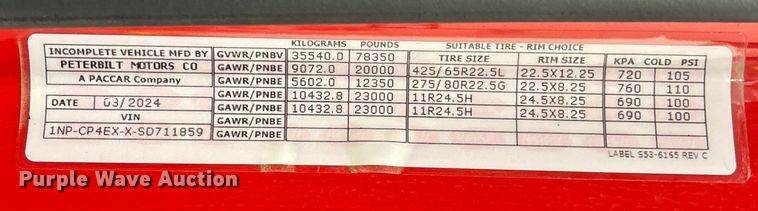 KILOGRAMS POUNDS SUITABLE TIRE - RIM CHOICE
INCOMPLETE VEHICLE MFD BY GVWR/PNBV 35540.0 78350 TIRE SIZE RIM SIZE KPA COLD PSI
PETERBILT MOTORS CO GAWR/PNBE 9072.0 20000 425/65R22.5L 22.5X12.25 720 105
A PACCAR Company GAWR/PNBE 5602.0 12350 275/80R22.5G 22.5X8.25 760 110
GAWR/PNBE 10432.8 23000 11R24.5H 24.5X8.25 690 100
DATE 03/2024 GAWR/PNBE 10432.8 23000 11R24.5H 24.5X8.25 690 100
VIN GAWR/PNBE
1NP-CP4EX-X-SD711859 GAWR/PNBE
LABEL S53-6165 REV C
Purple Wave Auction